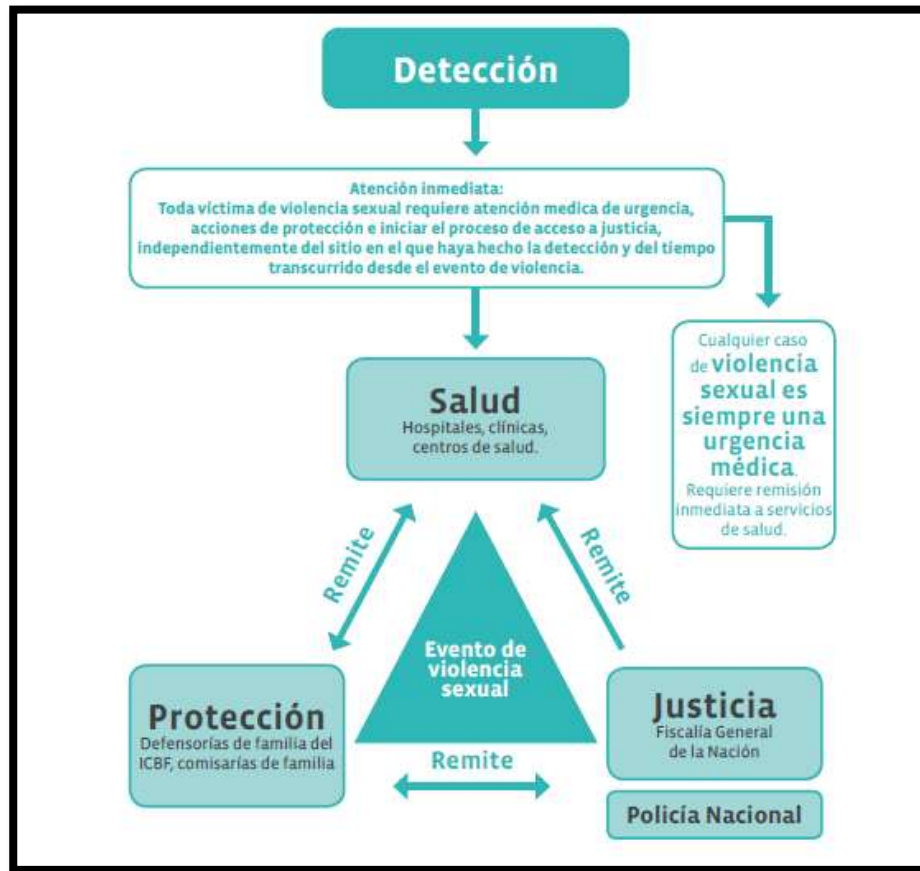 Detección
Atención inmediata:
Toda víctima de violencia sexual requiere atención medica de urgencia,
acciones de protección e iniciar el proceso de acceso a justicia,
independientemente del sitio en el que haya hecho la detección y del tiempo
transcurrido desde el evento de violencia.
Cualquier caso
de violencia
sexual es
siempre una
urgencia
médica.
Requiere remisión
inmediata a servicios
de salud.
Salud
Hospitales, clínicas,
centros de salud.
Remite
Remite
Evento de
violencia
sexual
Protección
Defensorías de familia del
ICBF, comisarías de familia
Remite
Justicia
Fiscalía General
de la Nación
Policía Nacional